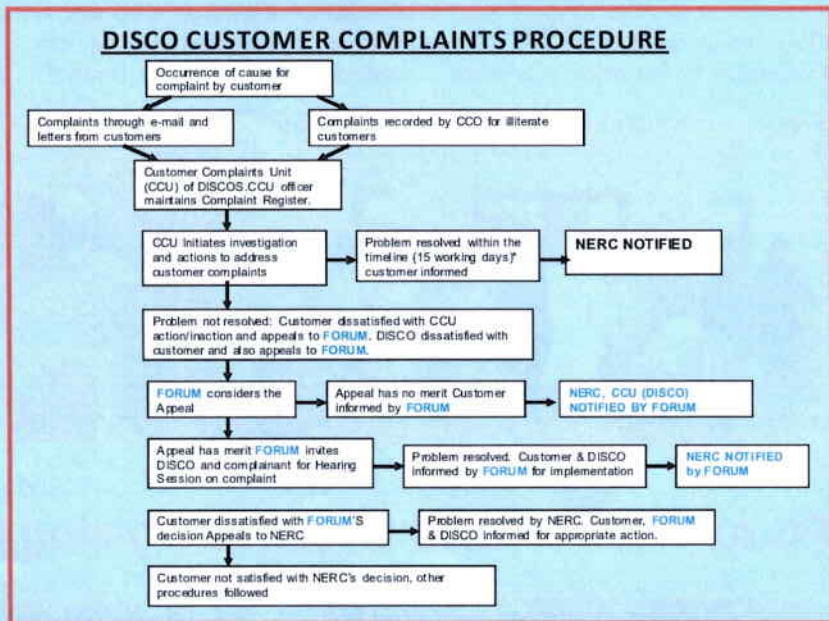 DISCO CUSTOMER COMPLAINTS PROCEDURE
Occurrence of cause for
complaint by customer
Complaints through e-mail and
letters from customers
Complaints recorded by CCO for illiterate
customers
Customer Complaints Unit
(CCU) of DISCOS.CCU officer
maintains Complaint Register.
CCU Initiates investigation
and actions to address
customer complaints
Problem resolved within the
timeline (15 working days)*
customer informed
NERC NOTIFIED
Problem not resolved: Customer dissatisfied with CCU
action/inaction and appeals to FORUM. DISCO dissatisfied with
customer and also appeals to FORUM.
FORUM considers the
Appeal
Appeal has no merit Customer
informed by FORUM
NERC, CCU (DISCO)
NOTIFIED BY FORUM
Appeal has merit FORUM invites
DISCO and complainant for Hearing
Session on complaint
Problem resolved. Customer & DISCO
informed by FORUM for implementation
NERC NOTIFIED
by FORUM
Customer dissatisfied with FORUM'S
decision Appeals to NERC
Problem resolved by NERC. Customer, FORUM
& DISCO Informed for appropriate action.
Customer not satisfied with NERC's decision, other
procedures followed